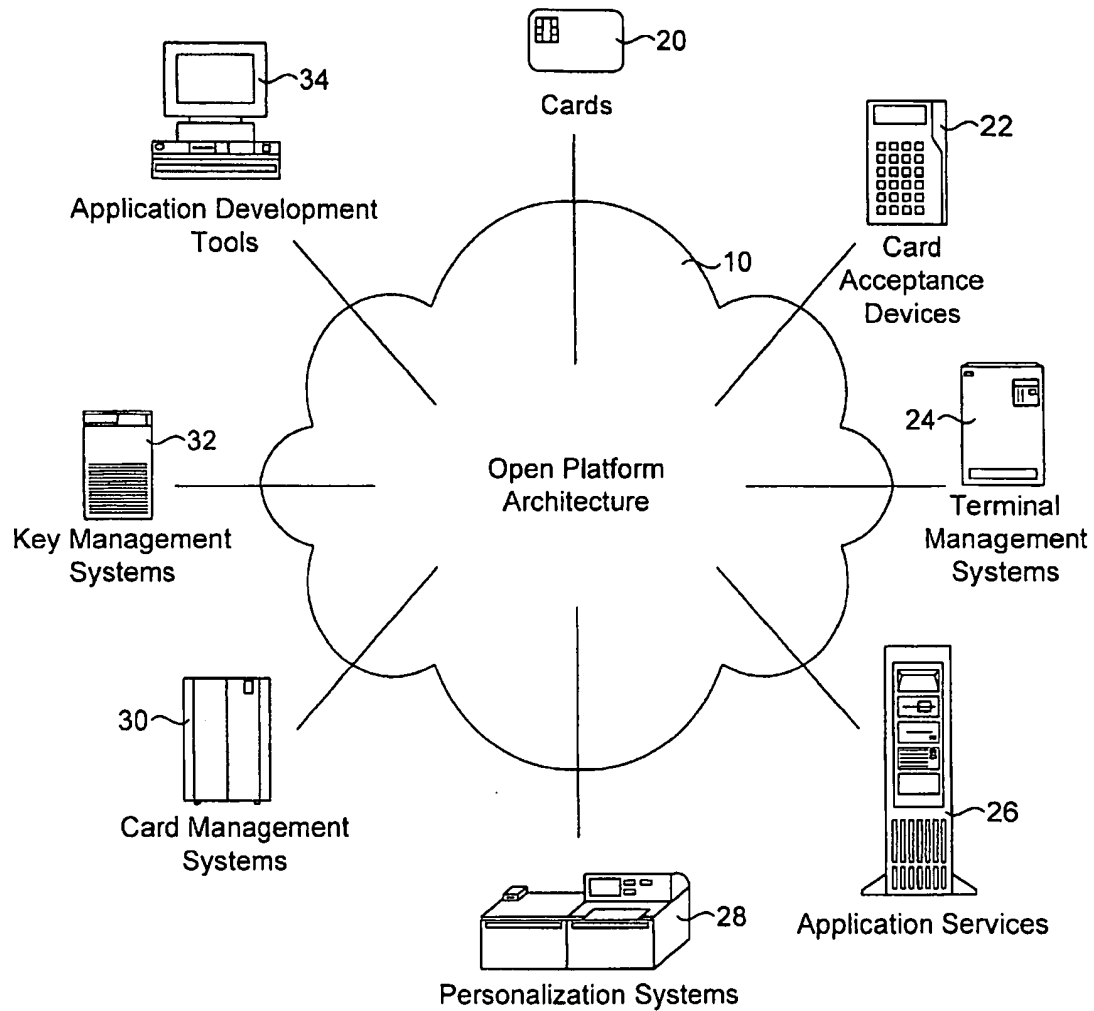 20
Cards
34
Application Development
Tools
22
Card
Acceptance
Devices
10
24
Terminal
Management
Systems
32
Key Management
Systems
Open Platform
Architecture
30
Card Management
Systems
26
Application Services
28
Personalization Systems